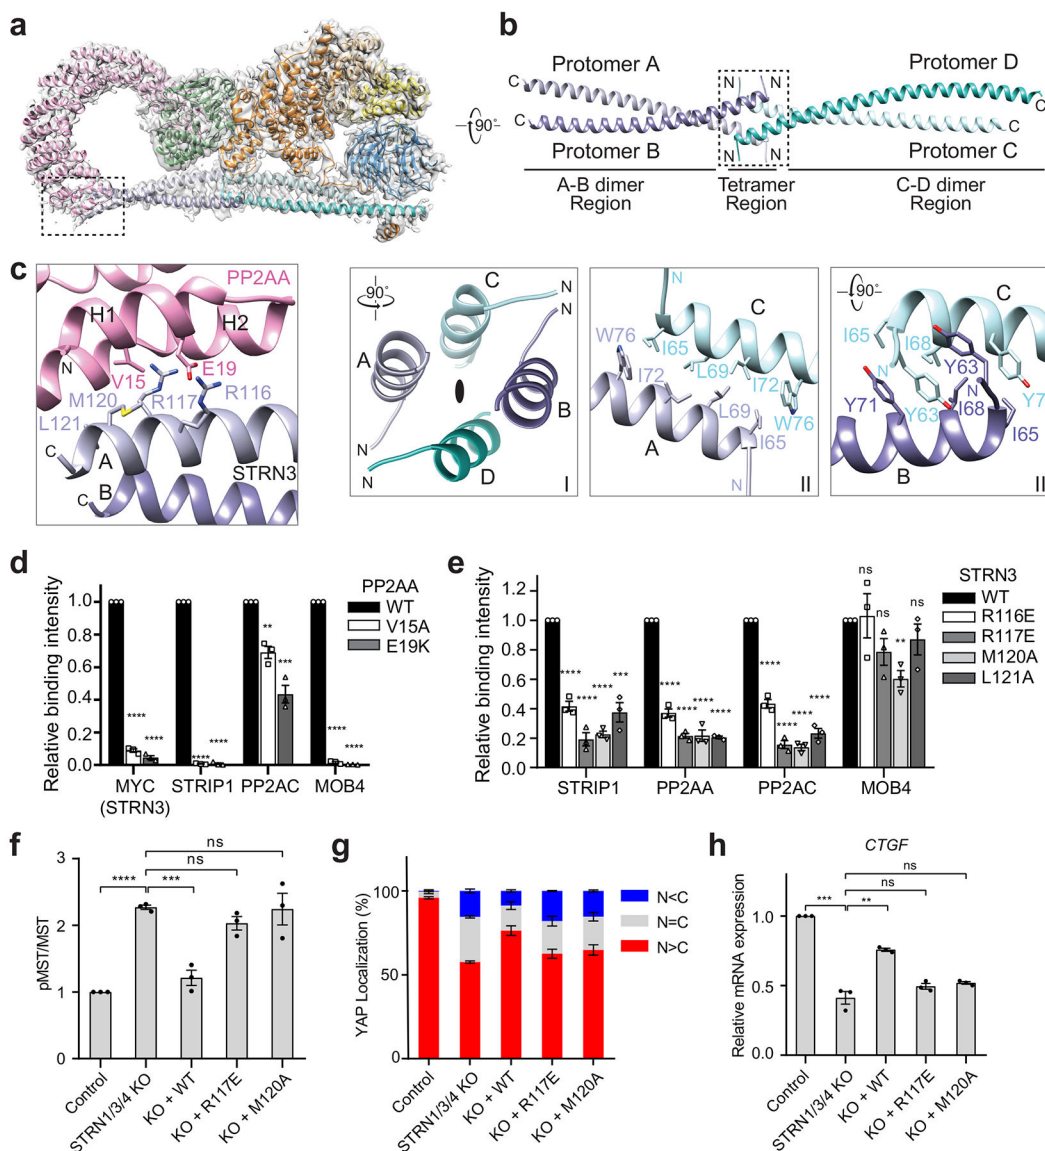 a
b
Protomer A
Protomer D
N
N
C
C
90°
C
C
N
N
Protomer B
Protomer C
A-B dimer
Region
Tetramer
Region
C-D dimer
Region
c
PP2AA
H1
H2
N
E19
V15
M120
R116
R117
L121
C
A
STRN3
C
B
90°
C
N
N
A
B
N
N
D
I
N
C
W76
I65
I72
L69
L69
I72
W76
A
I65
N
II
90°
C
I65
I68
Y63
N
N
Y71
Y63
I68
I65
B
d
Relative binding intensity
1.0
0.8
0.6
0.4
0.2
0.0
PP2AA
WT
V15A
E19K
**
***
****
****
****
****
****
****
MYC
(STRN3)
STRIP1
PP2AC
MOB4
e
Relative binding intensity
1.2
1.0
0.8
0.6
0.4
0.2
0.0
STRN3
WT
R116E
R117E
M120A
L121A
****
****
****
***
****
****
****
****
****
****
****
****
ns
ns
**
ns
STRIP1
PP2AA
PP2AC
MOB4
f
pMST/MST
3
2
1
0
ns
ns
****
***
Control
STRN1/3/4 KO
KO + WT
KO + R117E
KO + M120A
g
YAP Localization (%)
100
50
0
N<C
N=C
N>C
Control
STRN1/3/4 KO
KO + WT
KO + R117E
KO + M120A
h
CTGF
Relative mRNA expression
1.0
0.5
0.0
ns
ns
***
**
Control
STRN1/3/4 KO
KO + WT
KO + R117E
KO + M120A